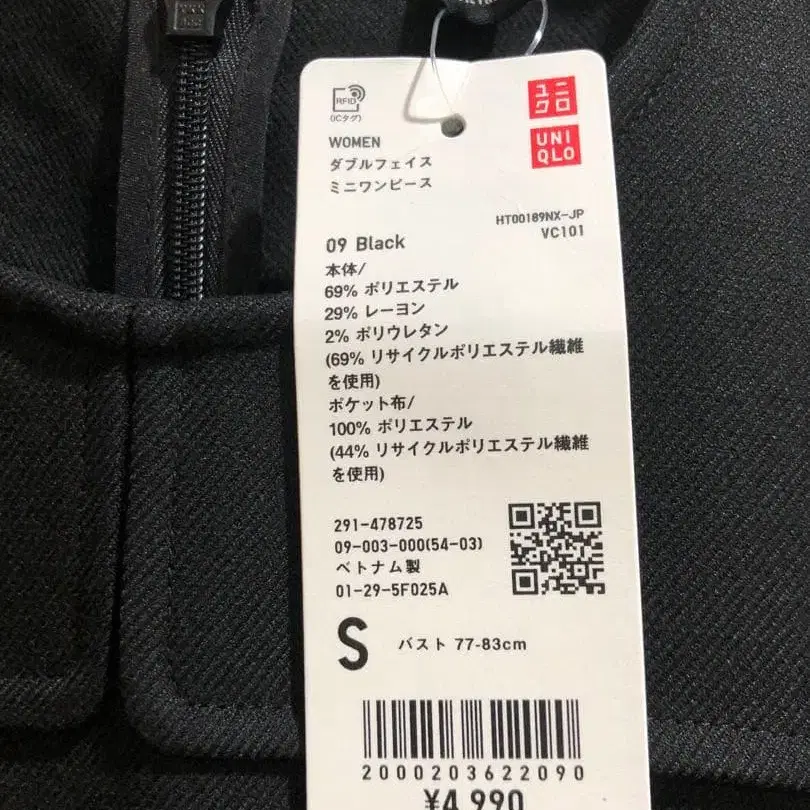 RFID
(ICタグ)
ユニ
クロ
UNI
QLO
WOMEN
ダブルフェイス
ミニワンピース
HT00189NX-JP
VC101
09 Black
本体/
69% ポリエステル
29% レーヨン
2% ポリウレタン
(69% リサイクルポリエステル繊維
を使用)
ポケット布/
100% ポリエステル
(44% リサイクルポリエステル繊維
を使用)
291-478725
09-003-000(54-03)
ベトナム製
01-29-5F025A
S
バスト 77-83cm
2000203622090
¥4,990